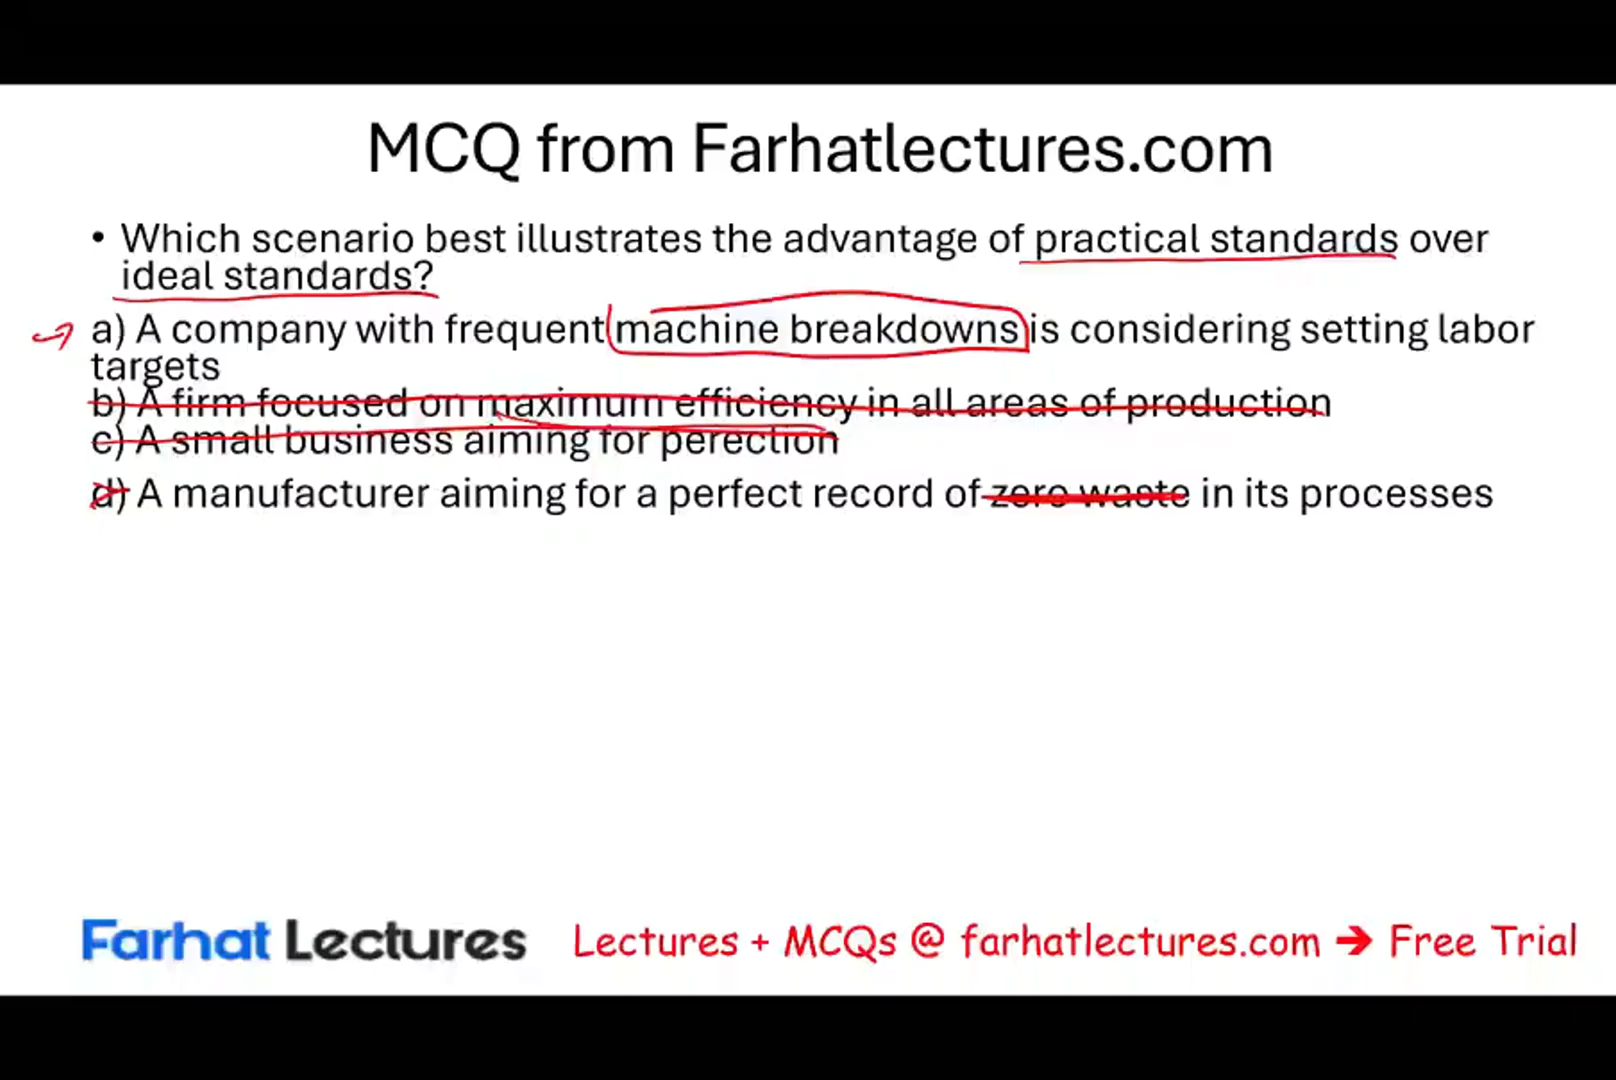 MCQ from Farhatlectures.com
• Which scenario best illustrates the advantage of practical standards over
ideal standards?
a) A company with frequent machine breakdowns is considering setting labor
targets
b) A firm focused on maximum efficiency in all areas of production
c) A small business aiming for perection
d) A manufacturer aiming for a perfect record of zero waste in its processes
Farhat Lectures
Lectures + MCQs @ farhatlectures.com → Free Trial